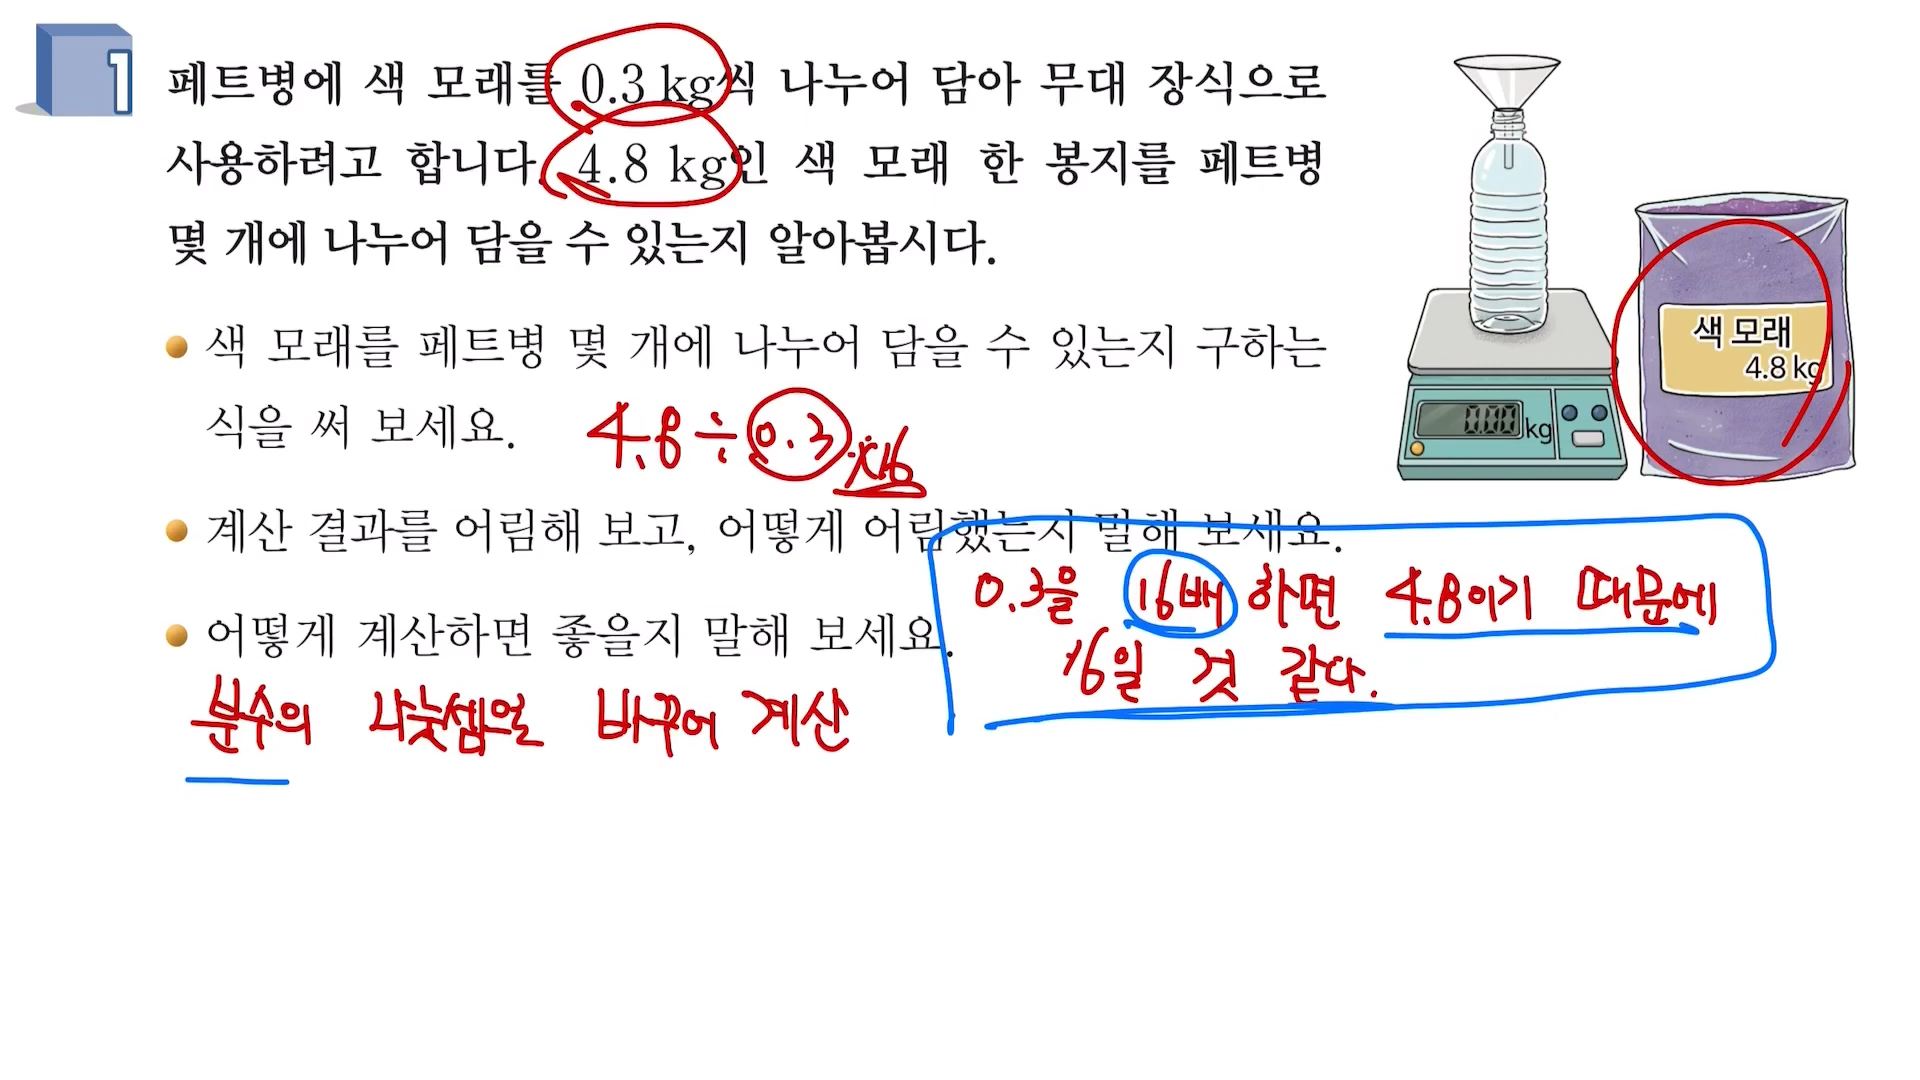 1
페트병에 색 모래를 0.3 kg씩 나누어 담아 무대 장식으로
사용하려고 합니다. 4.8 kg인 색 모래 한 봉지를 페트병
몇 개에 나누어 담을 수 있는지 알아봅시다.
색 모래
4.8 kg
0.00 kg
색 모래를 페트병 몇 개에 나누어 담을 수 있는지 구하는
식을 써 보세요.
4.8÷0.3
×16
계산 결과를 어림해 보고, 어떻게 어림했는지 말해 보세요.
0.3을 16배 하면 4.8이기 때문에
16일 것 같다.
어떻게 계산하면 좋을지 말해 보세요.
분수의 나눗셈으로 바꾸어 계산